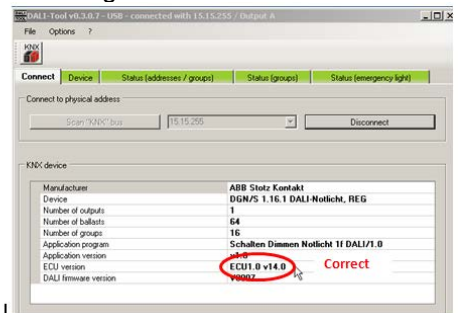 DALI-Tool v0.3.0.7 - USB - connected with 15.15.255 / Output A
File Options ?
KNX
Connect Device Status (addresses / groups) Status (groups) Status (emergency light)
Connect to physical address
Scan "KNX" bus 15.15.255 Disconnect
KNX device
Manufacturer ABB Stotz Kontakt
Device DGN/S 1.16.1 DALI-Notlicht, REG
Number of outputs 1
Number of ballasts 64
Number of groups 16
Application program Schalten Dimmen Notlicht 1f DALI/1.0
Application version
ECU version ECU1.0 v14.0 Correct
DALI firmware version